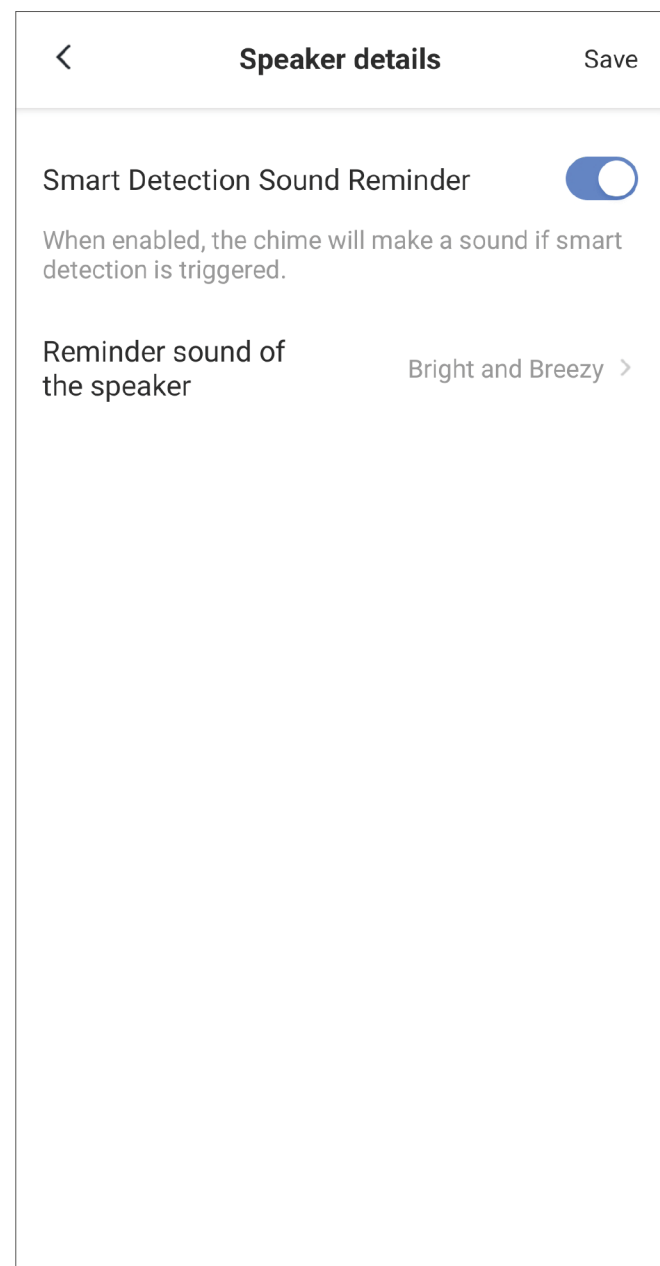 Speaker details
Save
Smart Detection Sound Reminder
When enabled, the chime will make a sound if smart
detection is triggered.
Reminder sound of
the speaker
Bright and Breezy